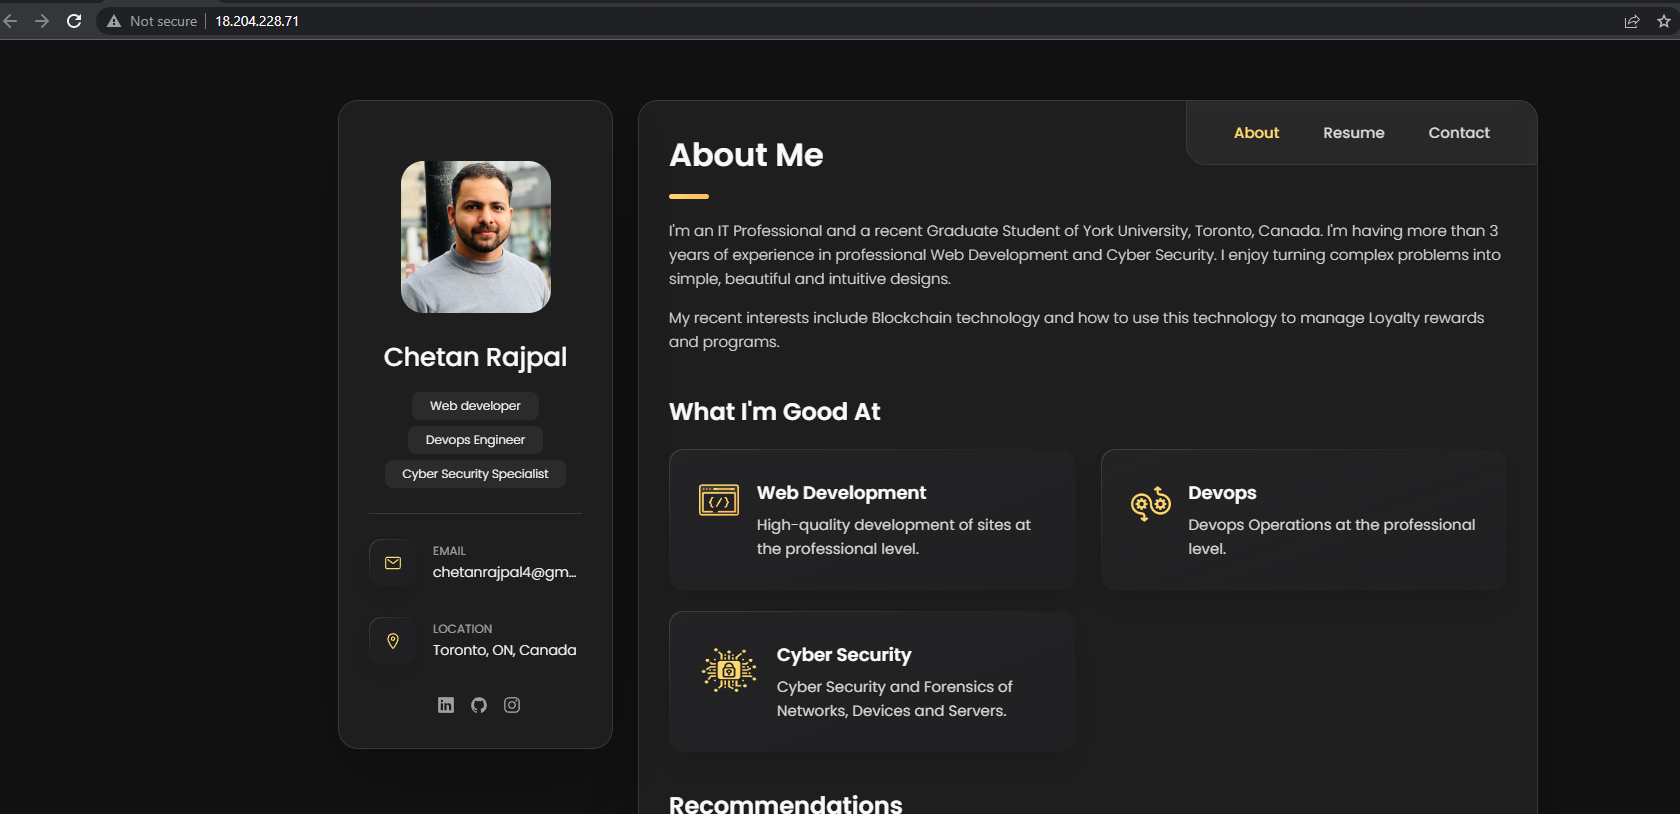 Not secure | 18.204.228.71
Chetan Rajpal
Web developer
Devops Engineer
Cyber Security Specialist
EMAIL
chetanrajpal4@gm...
LOCATION
Toronto, ON, Canada
About Resume Contact
About Me
I'm an IT Professional and a recent Graduate Student of York University, Toronto, Canada. I'm having more than 3
years of experience in professional Web Development and Cyber Security. I enjoy turning complex problems into
simple, beautiful and intuitive designs.
My recent interests include Blockchain technology and how to use this technology to manage Loyalty rewards
and programs.
What I'm Good At
Web Development
High-quality development of sites at
the professional level.
Devops
Devops Operations at the professional
level.
Cyber Security
Cyber Security and Forensics of
Networks, Devices and Servers.
Recommendations